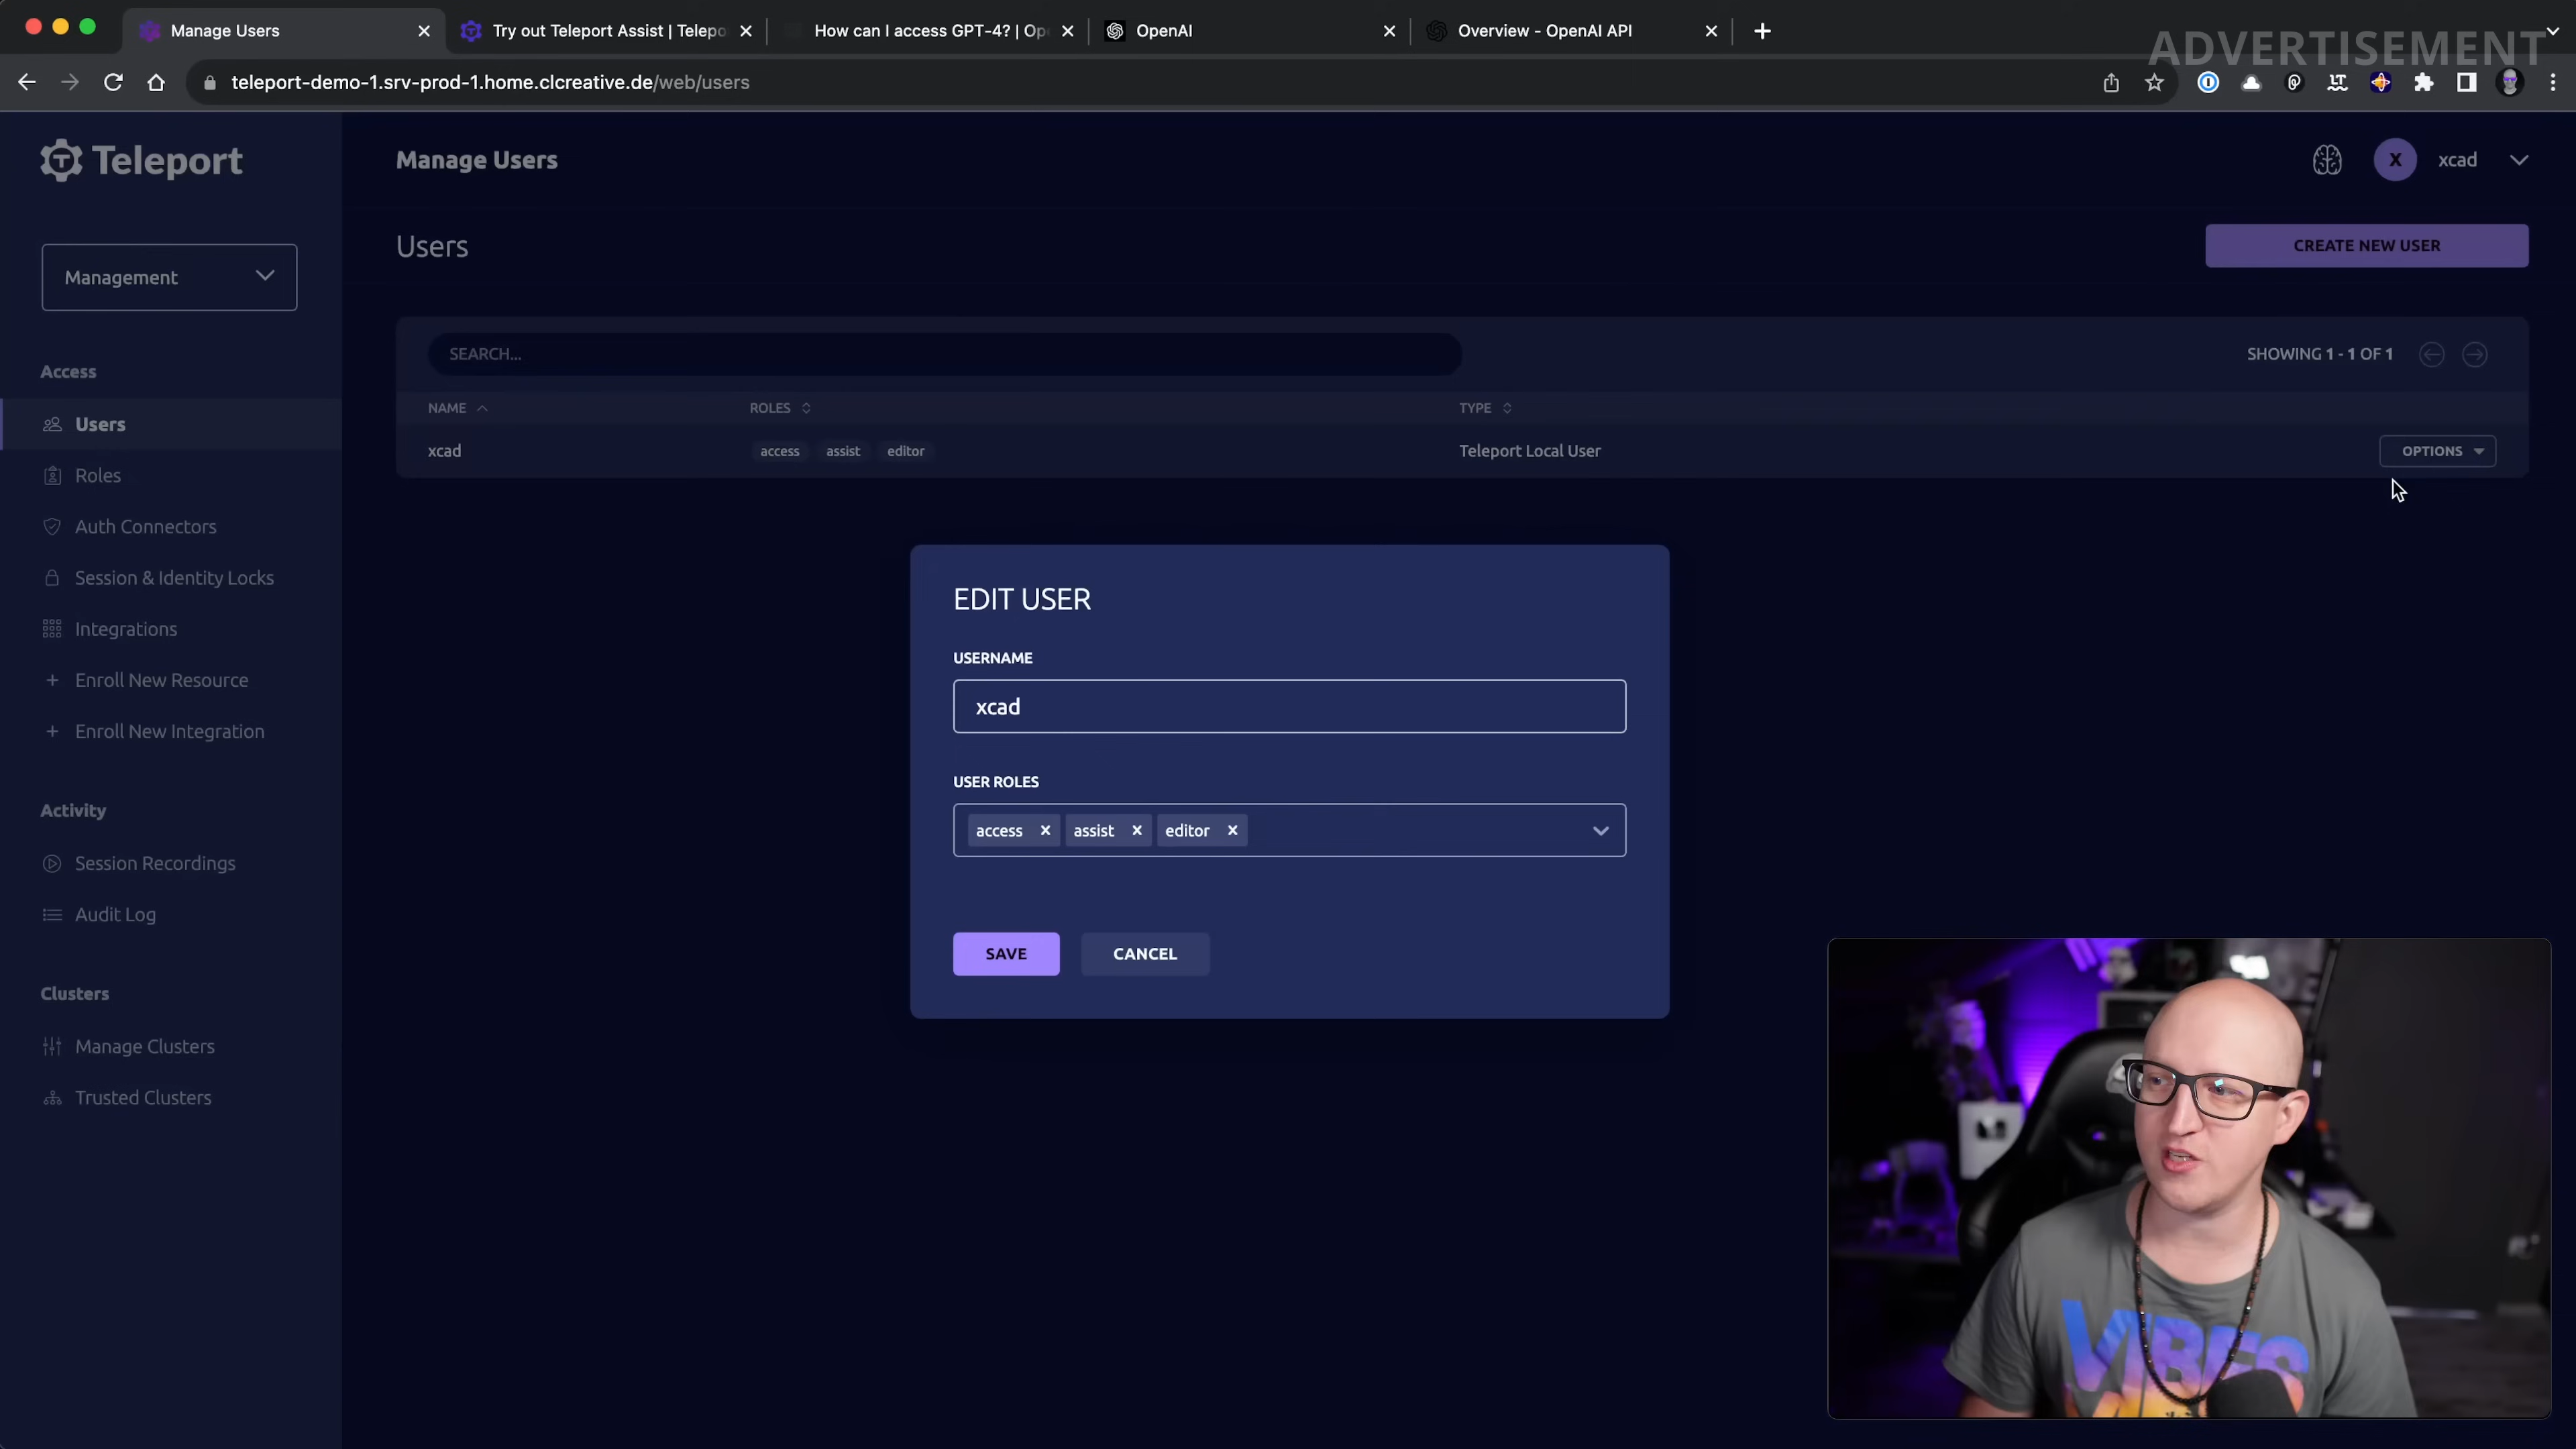 Manage Users
Try out Teleport Assist | Telepo
How can I access GPT-4? | Op
OpenAI
Overview - OpenAI API
ADVERTISEMENT
teleport-demo-1.srv-prod-1.home.clcreative.de/web/users
Teleport
Manage Users
X
xcad
Users
CREATE NEW USER
Management
SEARCH...
SHOWING 1 - 1 OF 1
Access
NAME
ROLES
TYPE
Users
xcad
access
assist
editor
Teleport Local User
OPTIONS
Roles
Auth Connectors
Session & Identity Locks
Integrations
Enroll New Resource
Enroll New Integration
Activity
Session Recordings
Audit Log
Clusters
Manage Clusters
Trusted Clusters
EDIT USER
USERNAME
xcad
USER ROLES
access
assist
editor
SAVE
CANCEL
VIBES